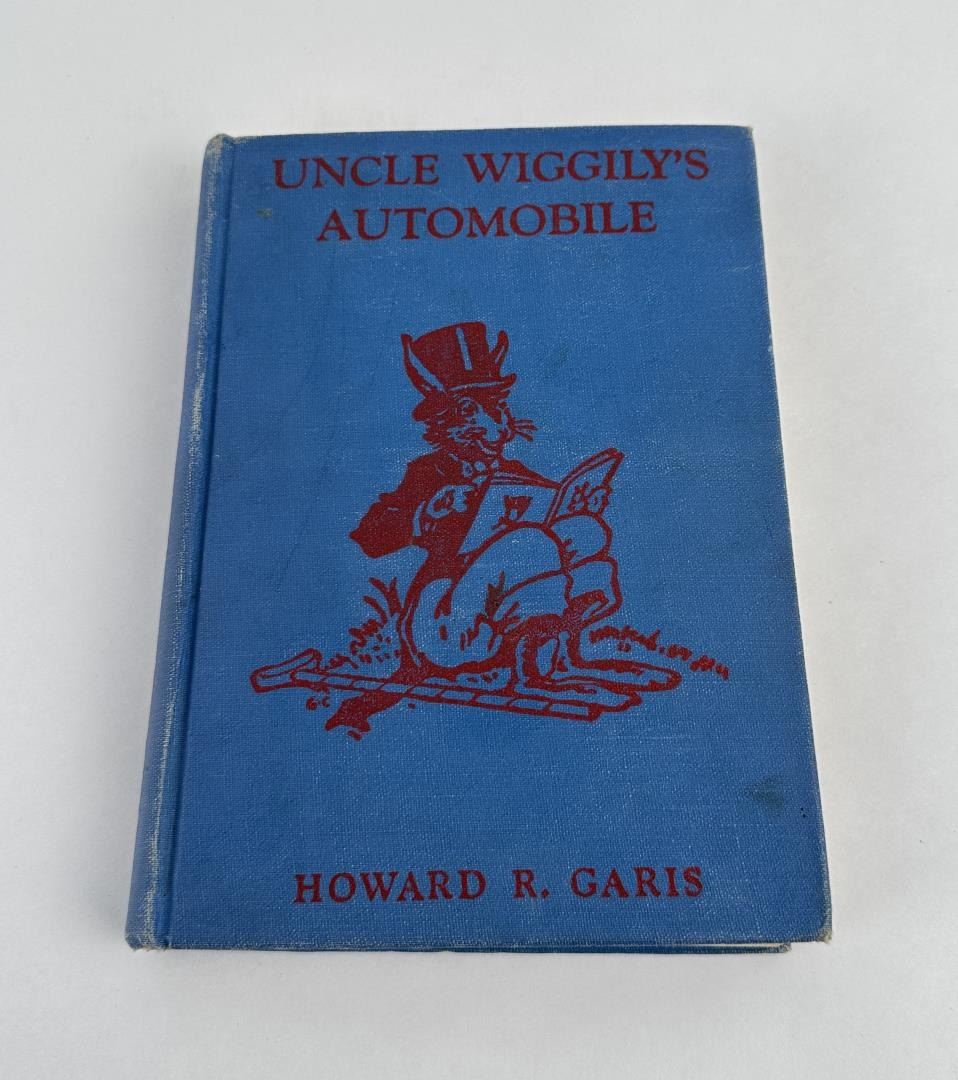 UNCLE WIGGILY'S
AUTOMOBILE
G-C
HOWARD R. GARIS